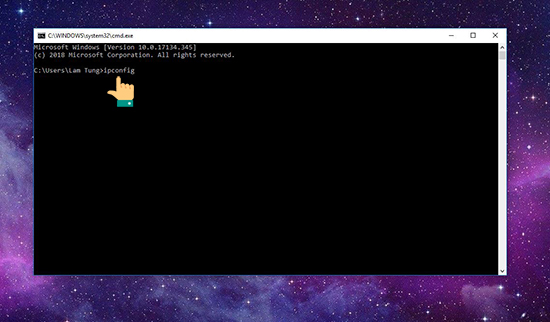 C:\WINDOWS\system32\cmd.exe
Microsoft Windows [Version 10.0.17134.345]
(c) 2018 Microsoft Corporation. All rights reserved.
C:\Users\Lam Tung>ipconfig